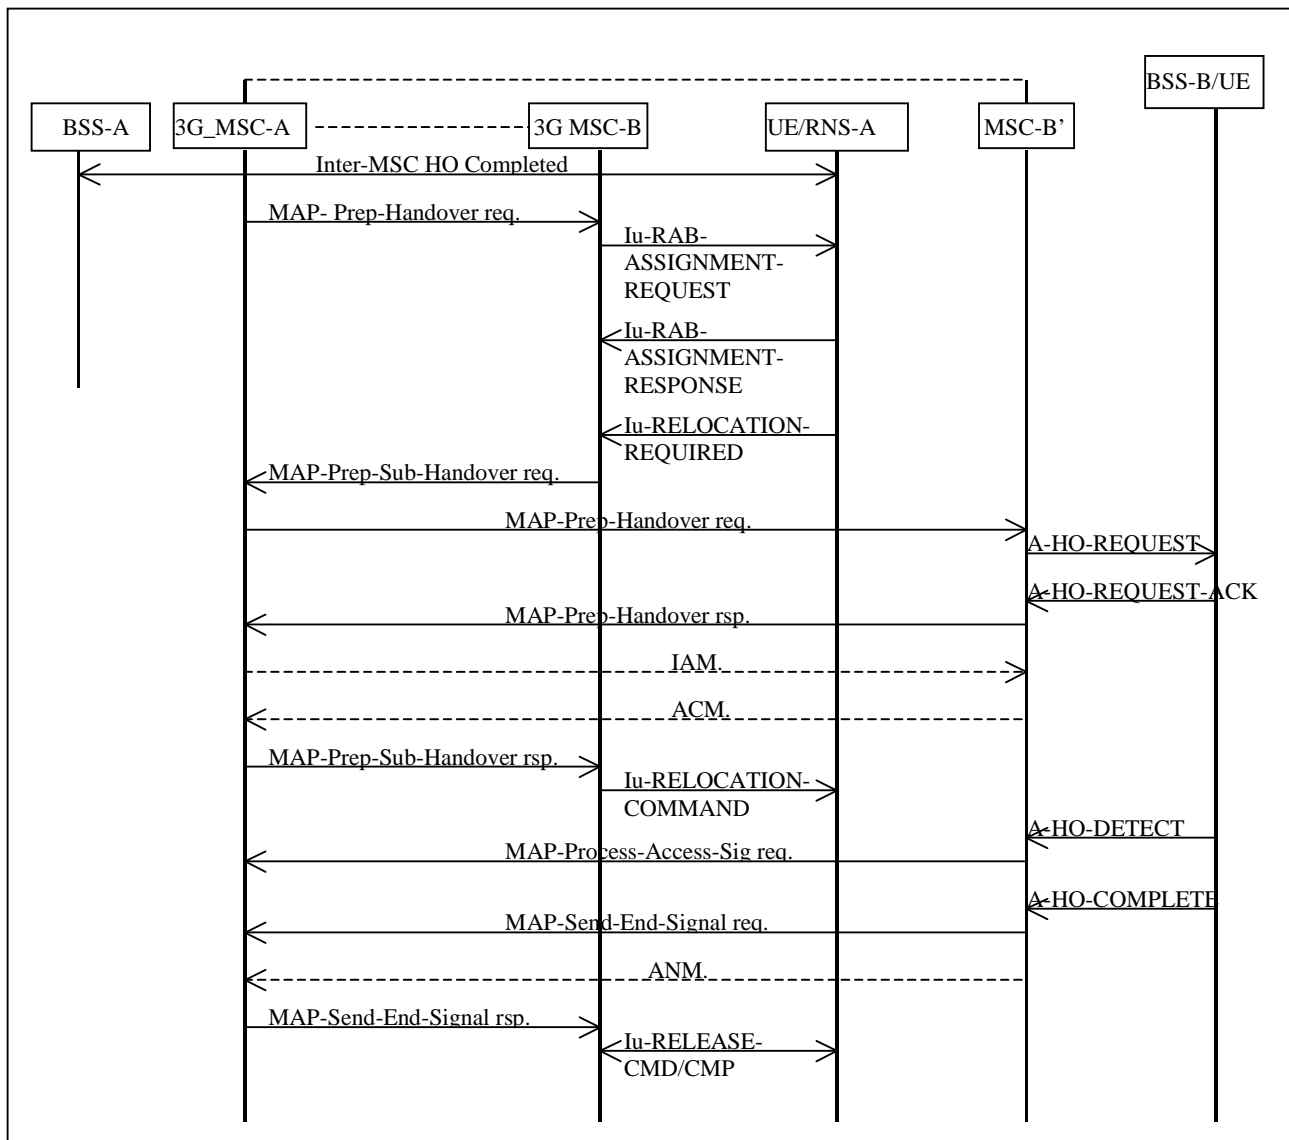 BSS-B/UE
BSS-A
3G_MSC-A
3G MSC-B
UE/RNS-A
MSC-B’
Inter-MSC HO Completed
MAP- Prep-Handover req.
Iu-RAB-
ASSIGNMENT-
REQUEST
Iu-RAB-
ASSIGNMENT-
RESPONSE
Iu-RELOCATION-
REQUIRED
MAP-Prep-Sub-Handover req.
MAP-Prep-Handover req.
A-HO-REQUEST
A-HO-REQUEST-ACK
MAP-Prep-Handover rsp.
IAM.
ACM.
MAP-Prep-Sub-Handover rsp.
Iu-RELOCATION-
COMMAND
A-HO-DETECT
MAP-Process-Access-Sig req.
A-HO-COMPLETE
MAP-Send-End-Signal req.
ANM.
MAP-Send-End-Signal rsp.
Iu-RELEASE-
CMD/CMP